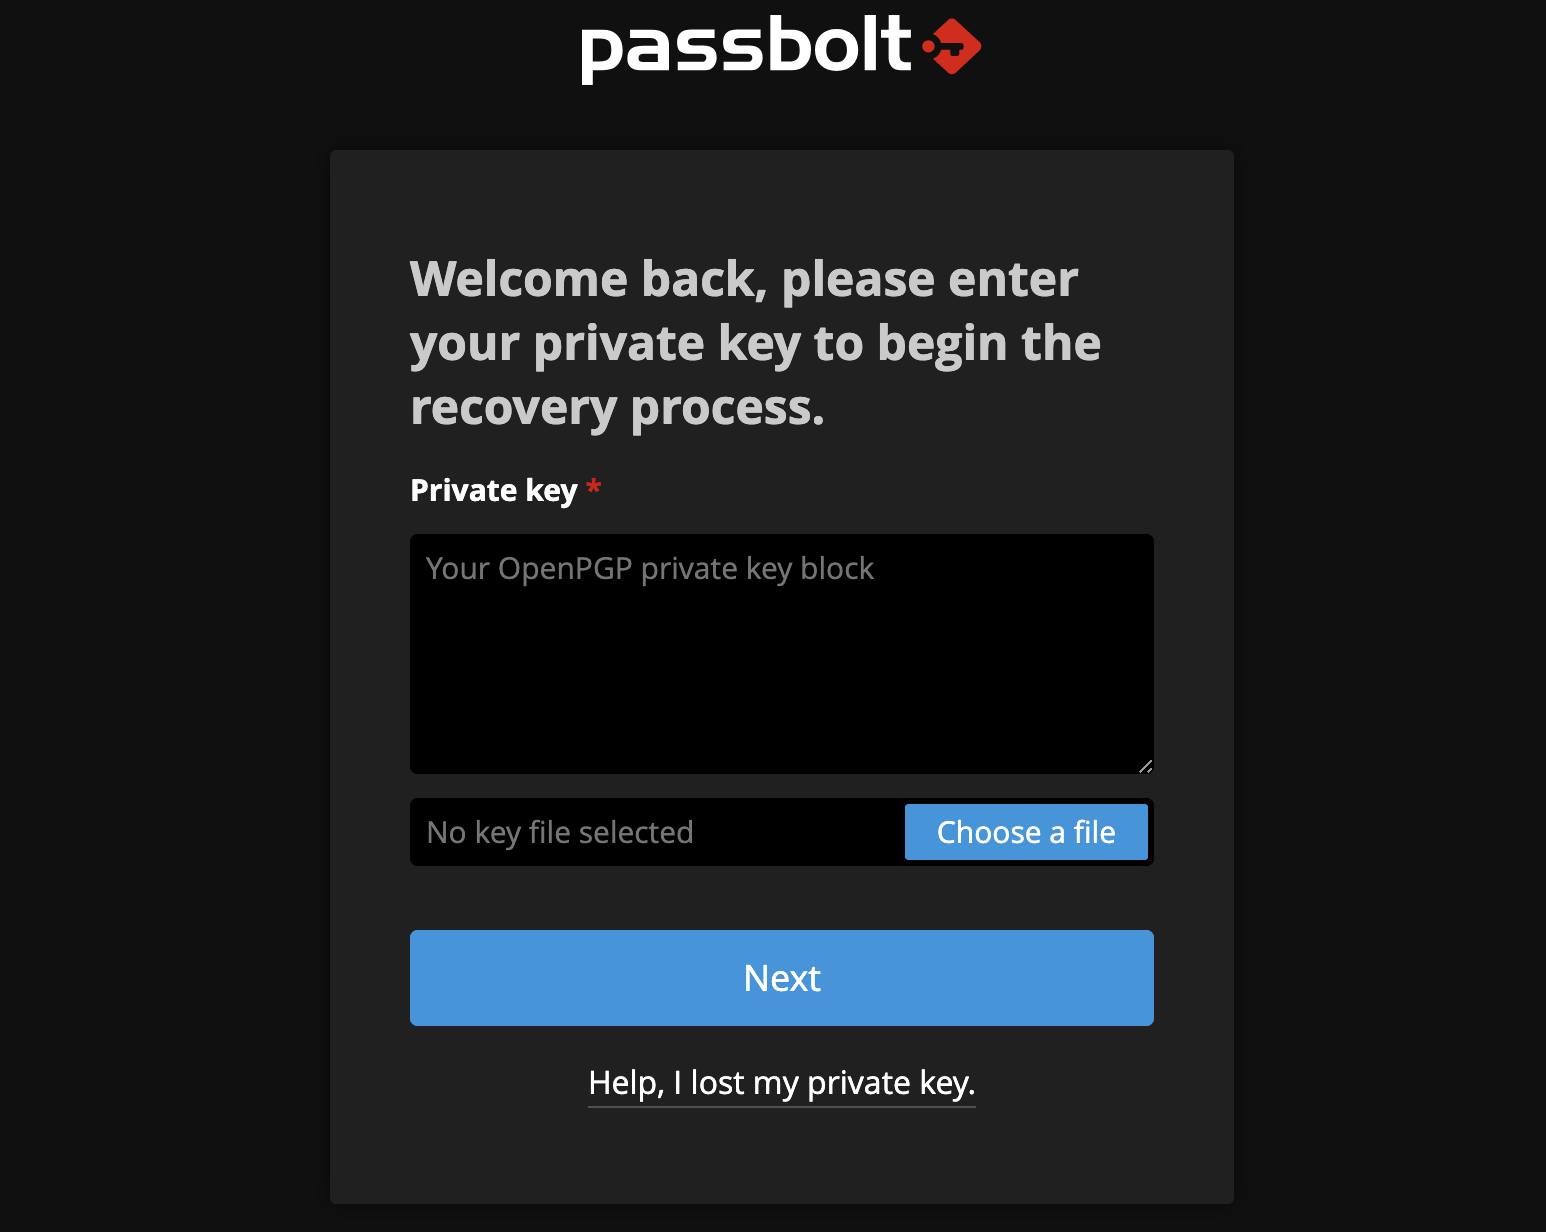 passbolt
Welcome back, please enter
your private key to begin the
recovery process.
Private key *
Your OpenPGP private key block
No key file selected
Choose a file
Next
Help, I lost my private key.